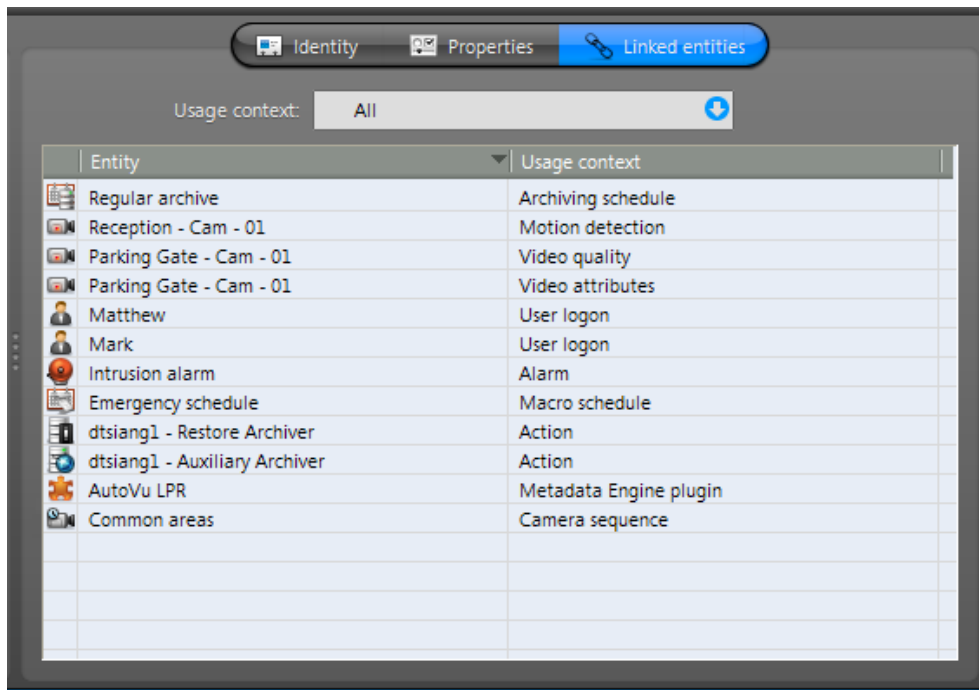 Identity Properties Linked entities
Usage context: All
Entity Usage context
Regular archive Archiving schedule
Reception - Cam - 01 Motion detection
Parking Gate - Cam - 01 Video quality
Parking Gate - Cam - 01 Video attributes
Matthew User logon
Mark User logon
Intrusion alarm Alarm
Emergency schedule Macro schedule
dtsiang1 - Restore Archiver Action
dtsiang1 - Auxiliary Archiver Action
AutoVu LPR Metadata Engine plugin
Common areas Camera sequence